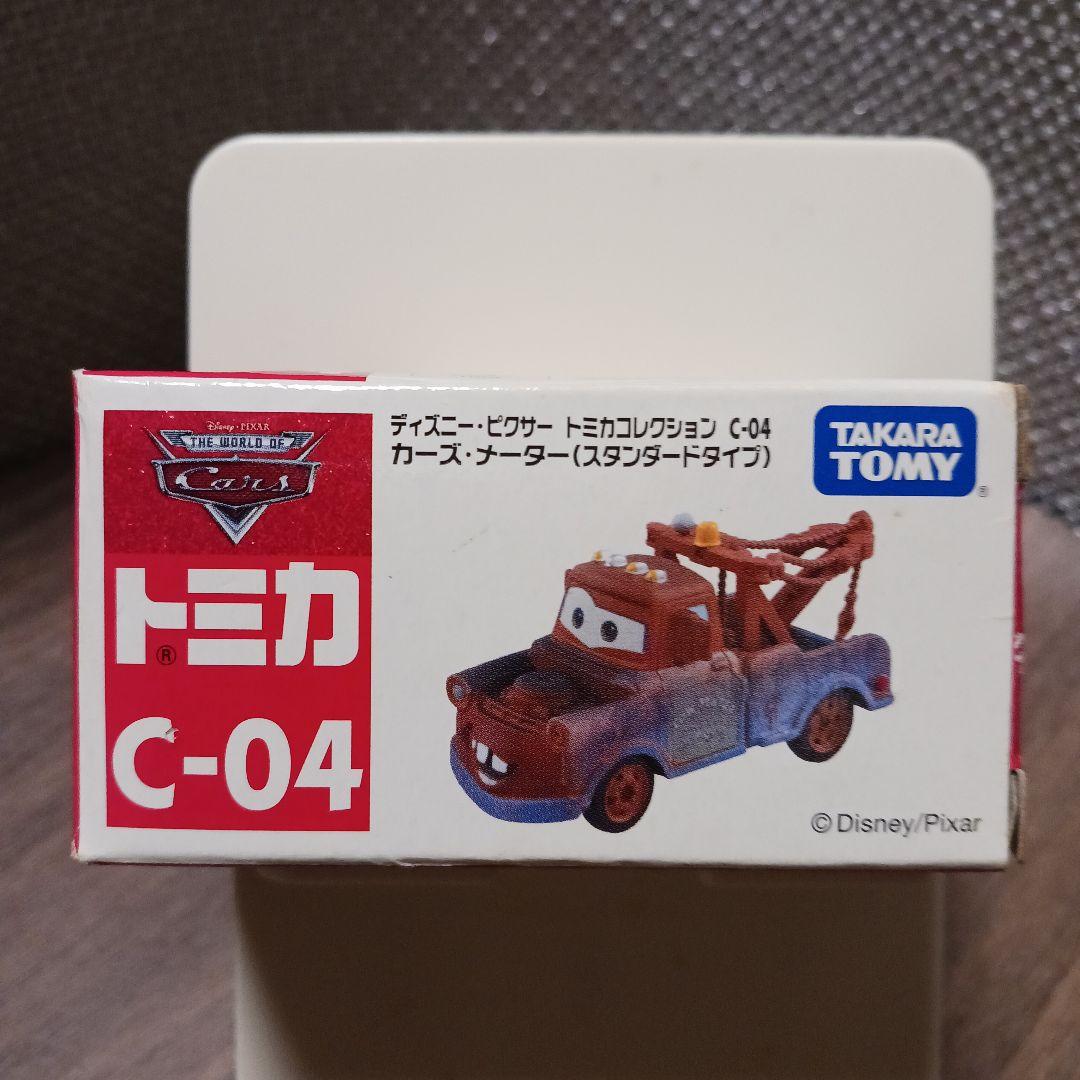 Disney・PIXAR
THE WORLD OF
Cars
トミカ®
C-04
ディズニー・ピクサー トミカコレクション C-04
カーズ・メーター(スタンダードタイプ)
TAKARA
TOMY®
©Disney/Pixar